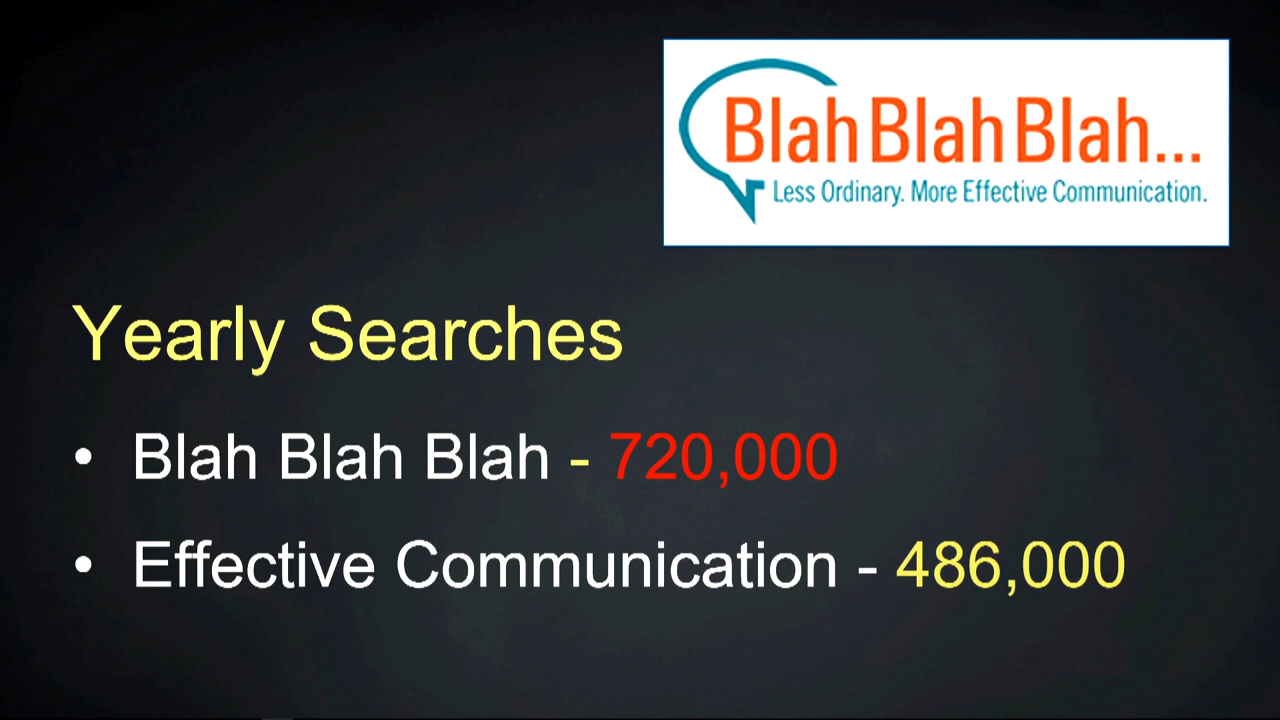 Blah Blah Blah...
Less Ordinary. More Effective Communication.
Yearly Searches
• Blah Blah Blah - 720,000
• Effective Communication - 486,000